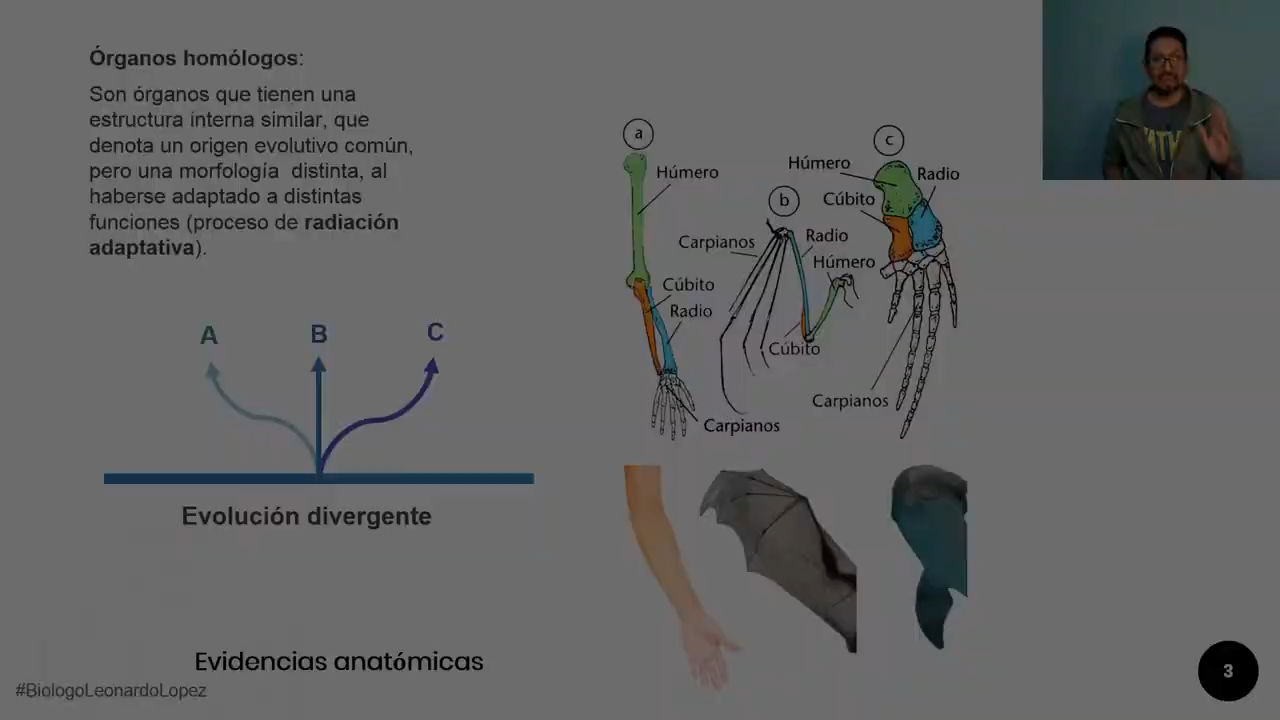 Órganos homólogos:
Son órganos que tienen una
estructura interna similar, que
denota un origen evolutivo común,
pero una morfología distinta, al
haberse adaptado a distintas
funciones (proceso de radiación
adaptativa).
A
B
C
Evolución divergente
a
Húmero
Cúbito
Radio
Carpianos
b
Carpianos
Radio
Húmero
Cúbito
c
Húmero
Radio
Cúbito
Carpianos
Evidencias anatómicas
#BiologoLeonardoLopez
3